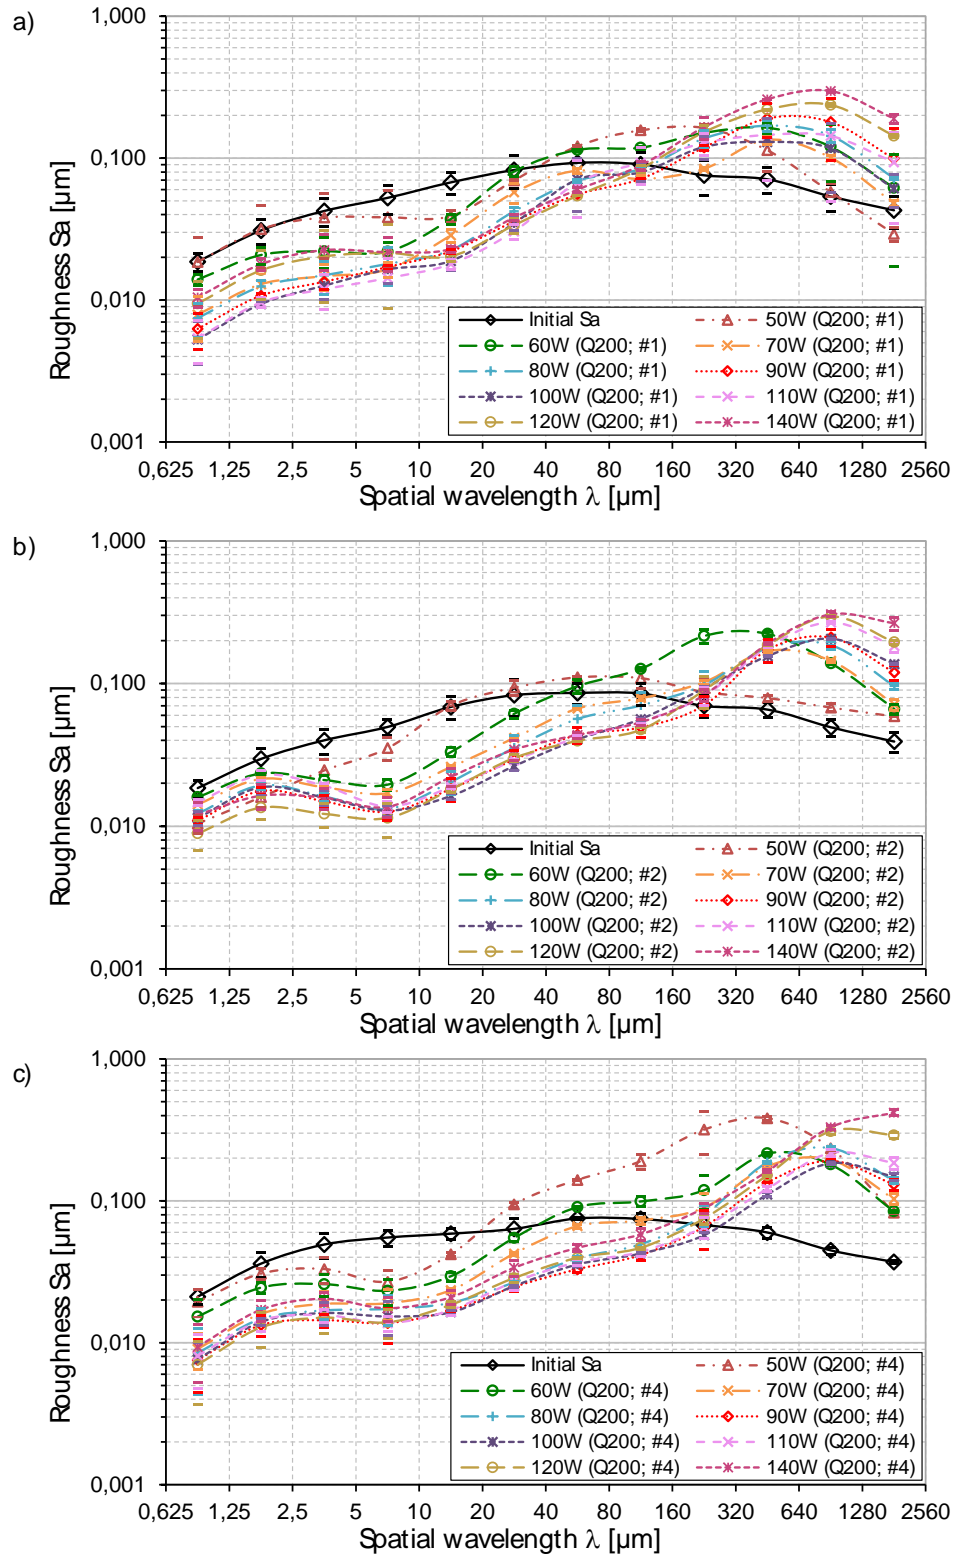 a)
Roughness Sa [µm]
1,000
0,100
0,010
0,001
Initial Sa
50W (Q200; #1)
60W (Q200; #1)
70W (Q200; #1)
80W (Q200; #1)
90W (Q200; #1)
100W (Q200; #1)
110W (Q200; #1)
120W (Q200; #1)
140W (Q200; #1)
0,625 1,25 2,5 5 10 20 40 80 160 320 640 1280 2560
Spatial wavelength λ [µm]
b)
Roughness Sa [µm]
1,000
0,100
0,010
0,001
Initial Sa
50W (Q200; #2)
60W (Q200; #2)
70W (Q200; #2)
80W (Q200; #2)
90W (Q200; #2)
100W (Q200; #2)
110W (Q200; #2)
120W (Q200; #2)
140W (Q200; #2)
0,625 1,25 2,5 5 10 20 40 80 160 320 640 1280 2560
Spatial wavelength λ [µm]
c)
Roughness Sa [µm]
1,000
0,100
0,010
0,001
Initial Sa
50W (Q200; #4)
60W (Q200; #4)
70W (Q200; #4)
80W (Q200; #4)
90W (Q200; #4)
100W (Q200; #4)
110W (Q200; #4)
120W (Q200; #4)
140W (Q200; #4)
0,625 1,25 2,5 5 10 20 40 80 160 320 640 1280 2560
Spatial wavelength λ [µm]